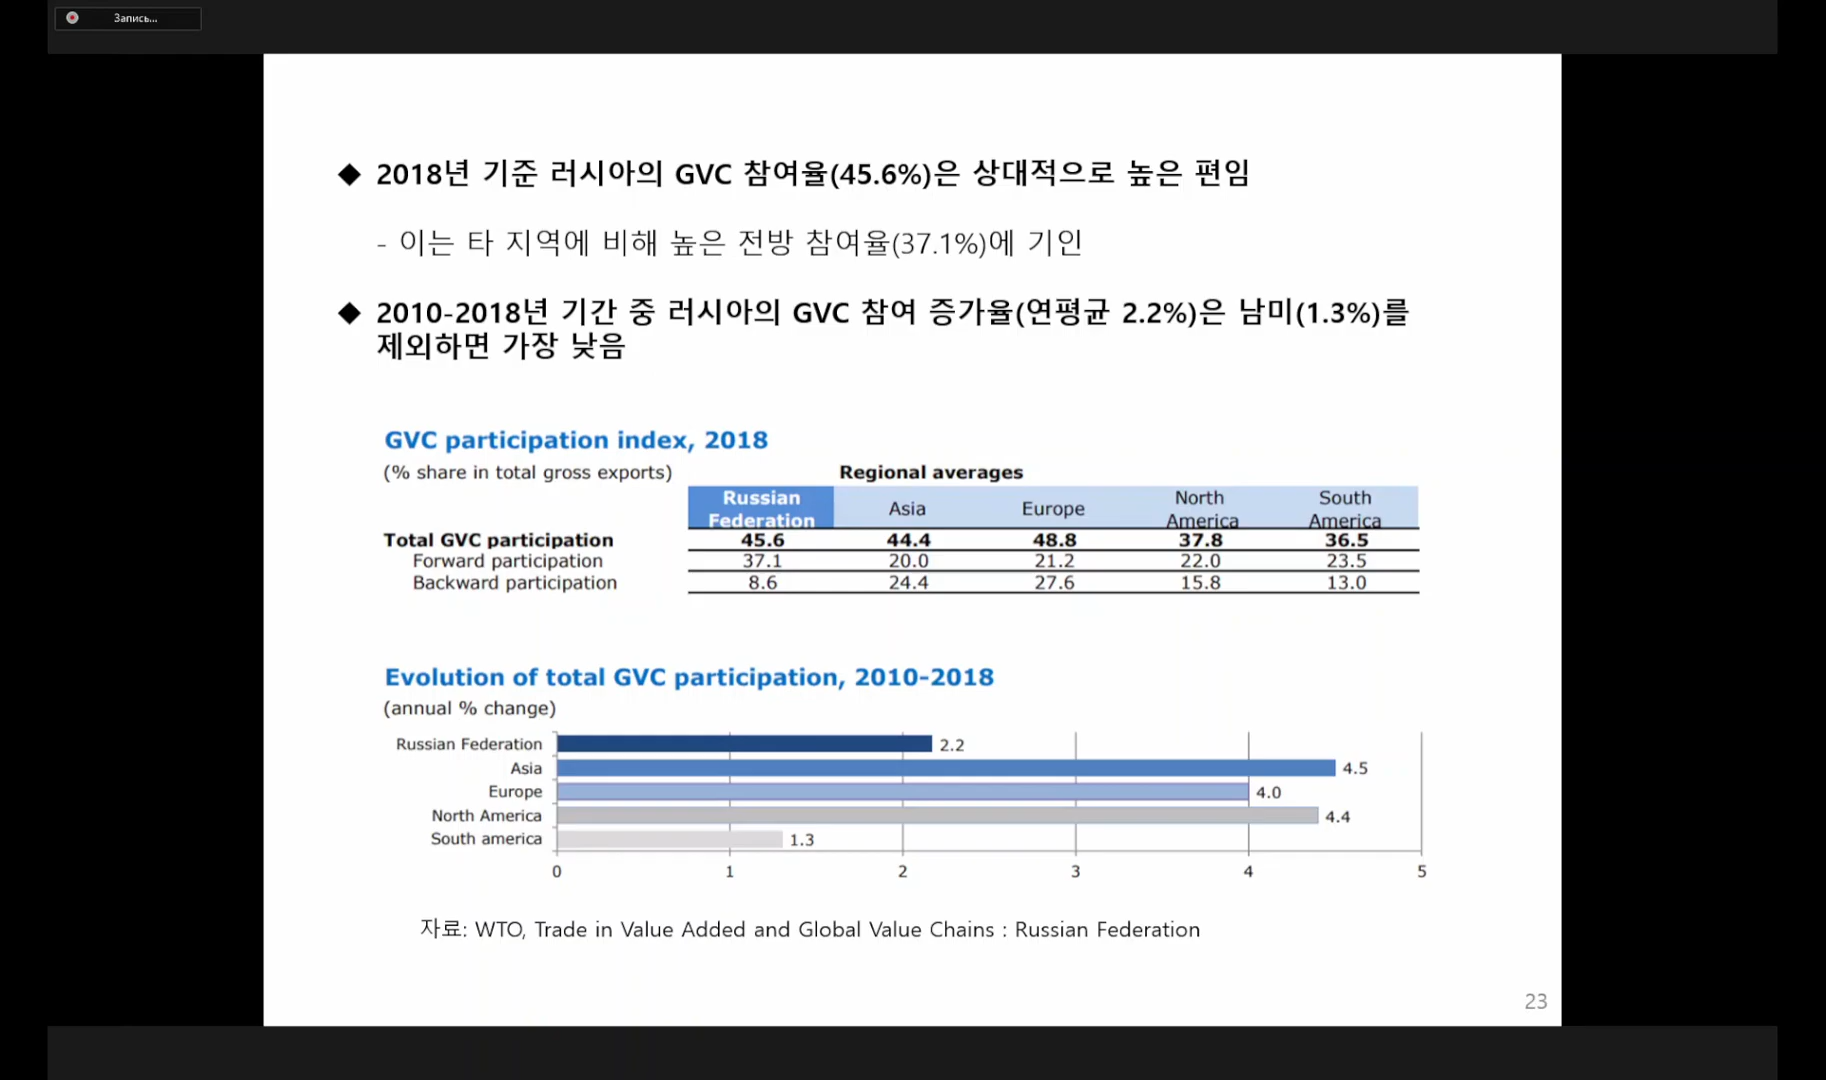 Запись...
◆ 2018년 기준 러시아의 GVC 참여율(45.6%)은 상대적으로 높은 편임
- 이는 타 지역에 비해 높은 전방 참여율(37.1%)에 기인
◆ 2010-2018년 기간 중 러시아의 GVC 참여 증가율(연평균 2.2%)은 남미(1.3%)를
제외하면 가장 낮음
GVC participation index, 2018
(% share in total gross exports) Regional averages
Russian Federation Asia Europe North America South America
Total GVC participation 45.6 44.4 48.8 37.8 36.5
Forward participation 37.1 20.0 21.2 22.0 23.5
Backward participation 8.6 24.4 27.6 15.8 13.0
Evolution of total GVC participation, 2010-2018
(annual % change)
Russian Federation 2.2
Asia 4.5
Europe 4.0
North America 4.4
South america 1.3
0 1 2 3 4 5
자료: WTO, Trade in Value Added and Global Value Chains : Russian Federation
23